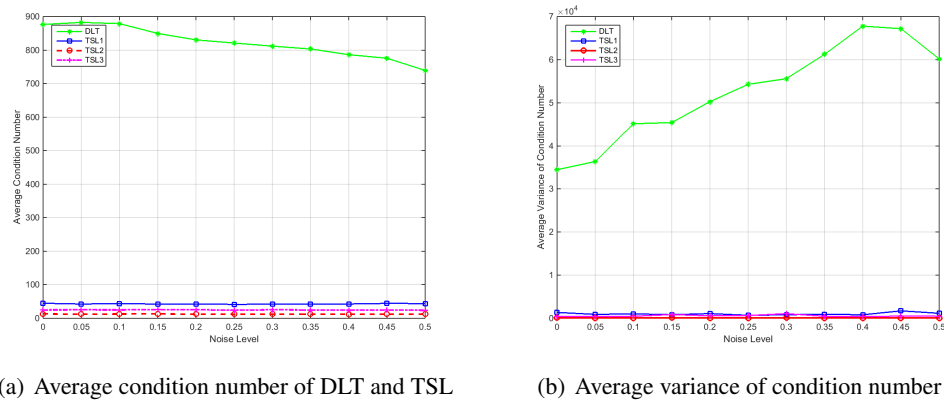 900
800
700
600
500
400
300
200
100
0
Average Condition Number
DLT
TSL1
TSL2
TSL3
0 0.05 0.1 0.15 0.2 0.25 0.3 0.35 0.4 0.45 0.5
Noise Level
(a) Average condition number of DLT and TSL
7 ×10⁴
6
5
4
3
2
1
0
Average Variance of Condition Number
DLT
TSL1
TSL2
TSL3
0 0.05 0.1 0.15 0.2 0.25 0.3 0.35 0.4 0.45 0.5
Noise Level
(b) Average variance of condition number